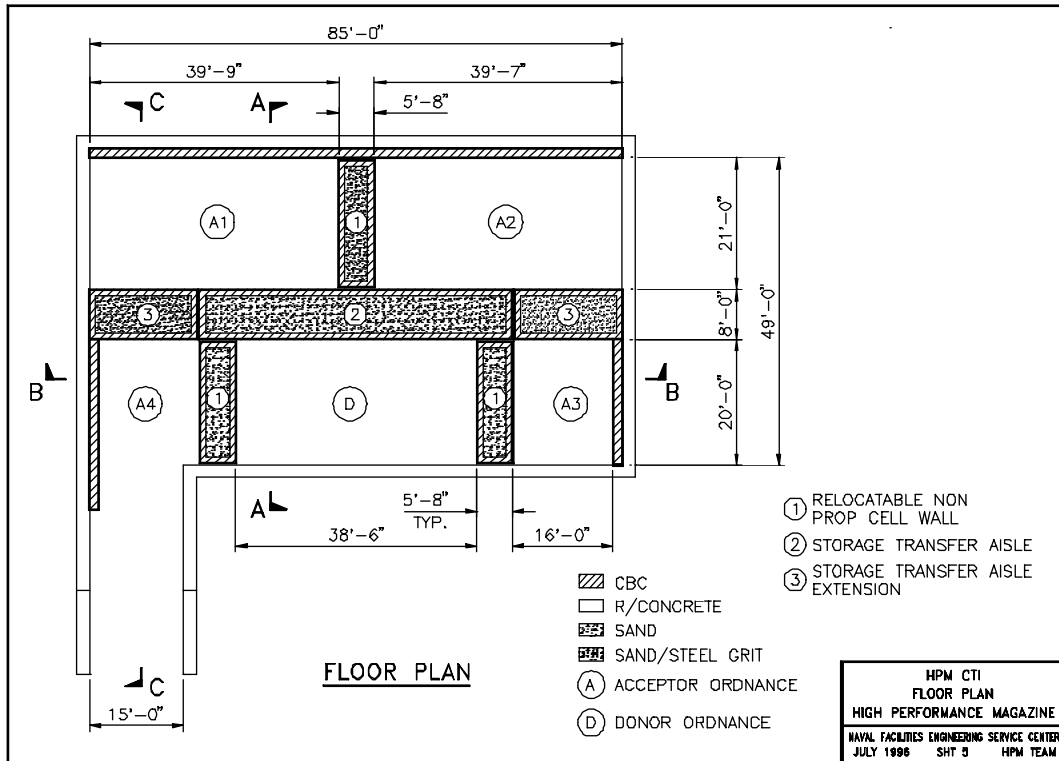 85'-0"
39'-9"
39'-7"
C
A
5'-8"
A1
1
A2
21'-0"
3
2
3
8'-0"
49'-0"
B
A4
1
D
1
A3
B
20'-0"
A
5'-8"
TYP.
38'-6"
16'-0"
1 RELOCATABLE NON
PROP CELL WALL
2 STORAGE TRANSFER AISLE
3 STORAGE TRANSFER AISLE
EXTENSION
CBC
R/CONCRETE
SAND
SAND/STEEL GRIT
A ACCEPTOR ORDNANCE
D DONOR ORDNANCE
FLOOR PLAN
C
15'-0"
HPM CTI
FLOOR PLAN
HIGH PERFORMANCE MAGAZINE
NAVAL FACILITIES ENGINEERING SERVICE CENTER
JULY 1996 SHT 5 HPM TEAM